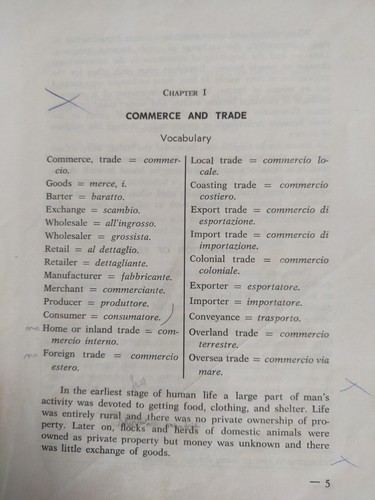 CHAPTER I
COMMERCE AND TRADE
Vocabulary
Commerce, trade = commer-
cio.
Goods = merce, i.
Barter = baratto.
Exchange = scambio.
Wholesale = all'ingrosso.
Wholesaler = grossista.
Retail = al dettaglio.
Retailer = dettagliante.
Manufacturer = fabbricante.
Merchant = commerciante.
Producer = produttore.
Consumer = consumatore.
Home or inland trade = com-
mercio interno.
Foreign trade = commercio
estero.
Local trade = commercio lo-
cale.
Coasting trade = commercio
costiero.
Export trade = commercio di
esportazione.
Import trade = commercio di
importazione.
Colonial trade = commercio
coloniale.
Exporter = esportatore.
Importer = importatore.
Conveyance = trasporto.
Overland trade = commercio
terrestre.
Oversea trade = commercio via
mare.
In the earliest stage of human life a large part of man's
activity was devoted to getting food, clothing, and shelter. Life
was entirely rural and there was no private ownership of pro-
perty. Later on, flocks and herds of domestic animals were
owned as private property but money was unknown and there
was little exchange of goods.
— 5